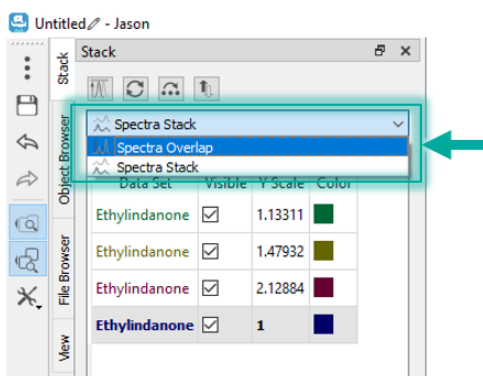 Untitled - Jason
Stack
Stack
Object Browser
File Browser
View
Spectra Stack
Spectra Overlap
Spectra Stack
Data Set Visible Y Scale Color
Ethylindanone 1.13311
Ethylindanone 1.47932
Ethylindanone 2.12884
Ethylindanone 1